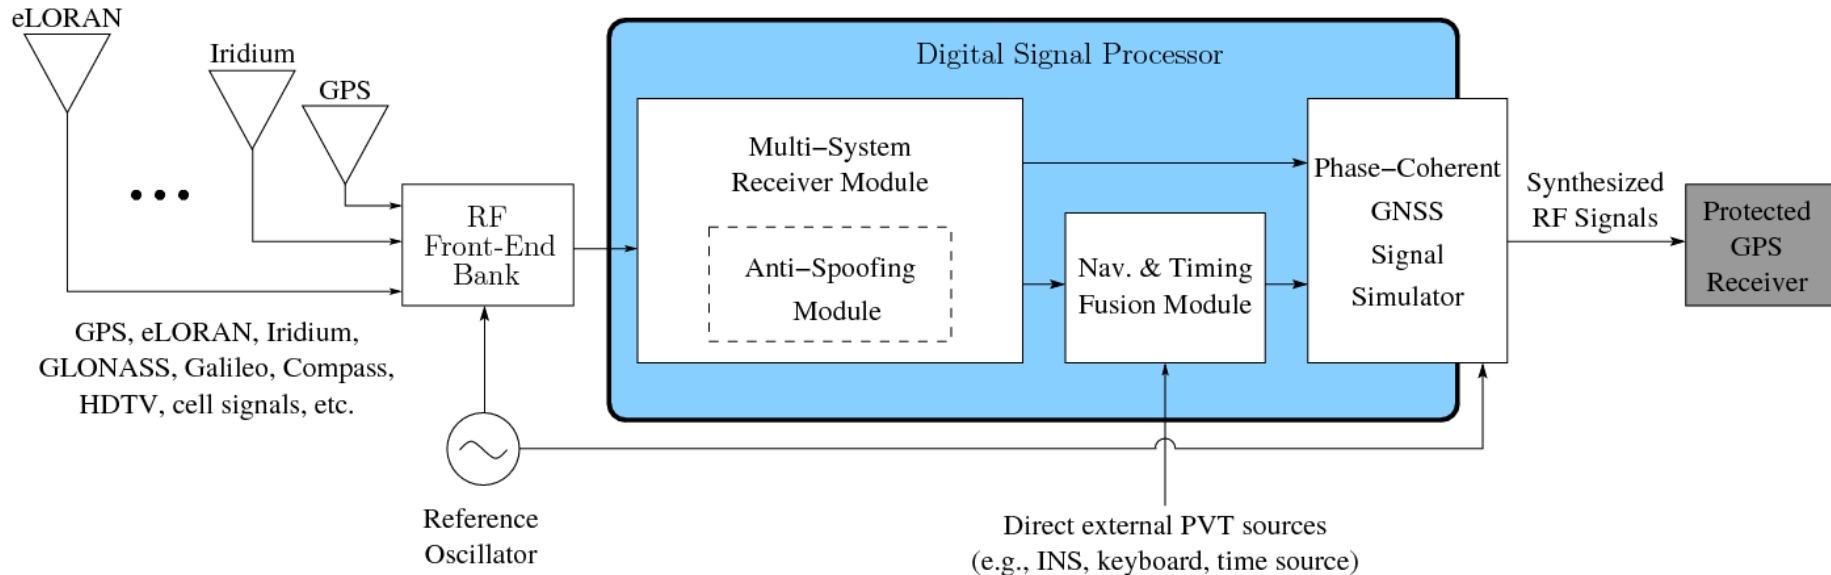 eLORAN
Iridium
GPS
Digital Signal Processor
RF
Front-End
Bank
Multi−System
Receiver Module
Anti−Spoofing
Module
Nav. & Timing
Fusion Module
Phase−Coherent
GNSS
Signal
Simulator
Synthesized
RF Signals
Protected
GPS
Receiver
GPS, eLORAN, Iridium,
GLONASS, Galileo, Compass,
HDTV, cell signals, etc.
Reference
Oscillator
Direct external PVT sources
(e.g., INS, keyboard, time source)